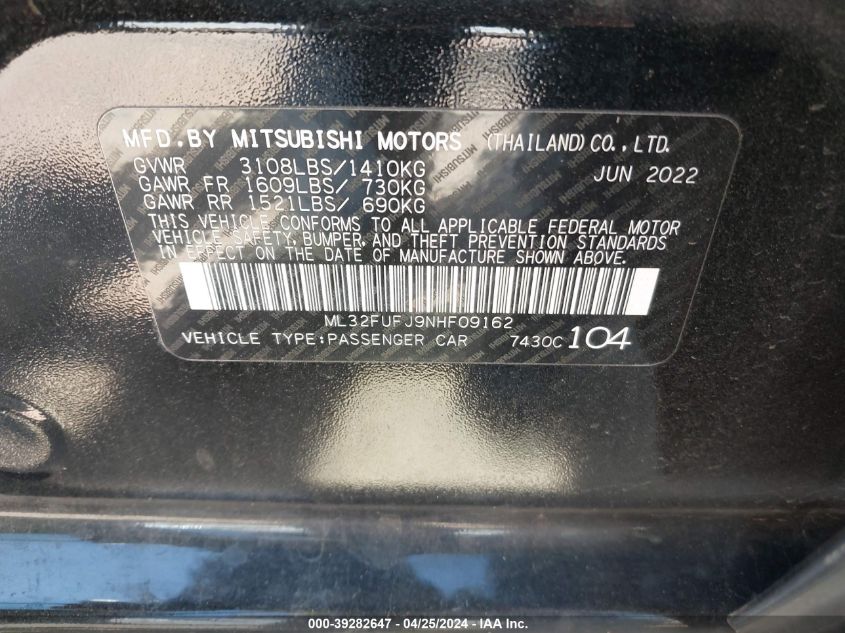 MFD.BY MITSUBISHI MOTORS (THAILAND)CO.,LTD.
GVWR 3108LBS/1410KG JUN 2022
GAWR FR 1609LBS/ 730KG
GAWR RR 1521LBS/ 690KG
THIS VEHICLE CONFORMS TO ALL APPLICABLE FEDERAL MOTOR
VEHICLE SAFETY, BUMPER, AND THEFT PREVENTION STANDARDS
IN EFFECT ON THE DATE OF MANUFACTURE SHOWN ABOVE.
ML32FUFJ9NHF09162
VEHICLE TYPE:PASSENGER CAR 7430C 104
000-39282647 - 04/25/2024 - IAA Inc.